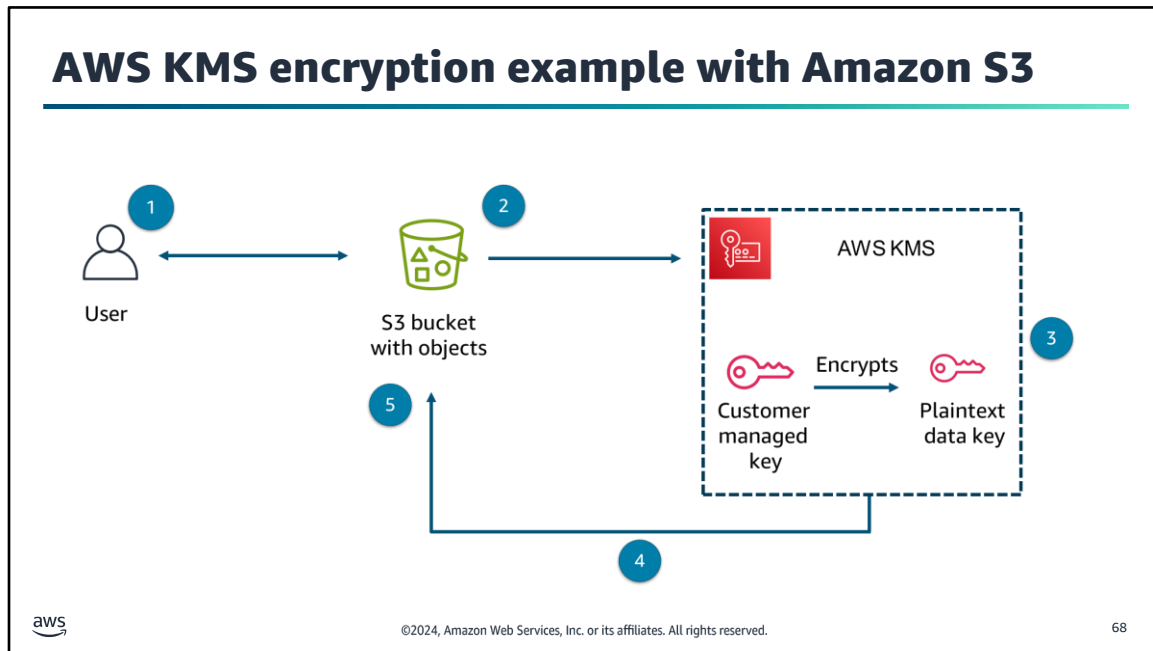 AWS KMS encryption example with Amazon S3
1
2
AWS KMS
User
S3 bucket
with objects
3
Encrypts
5
Customer
managed
key
Plaintext
data key
4
aws
©2024, Amazon Web Services, Inc. or its affiliates. All rights reserved.
68